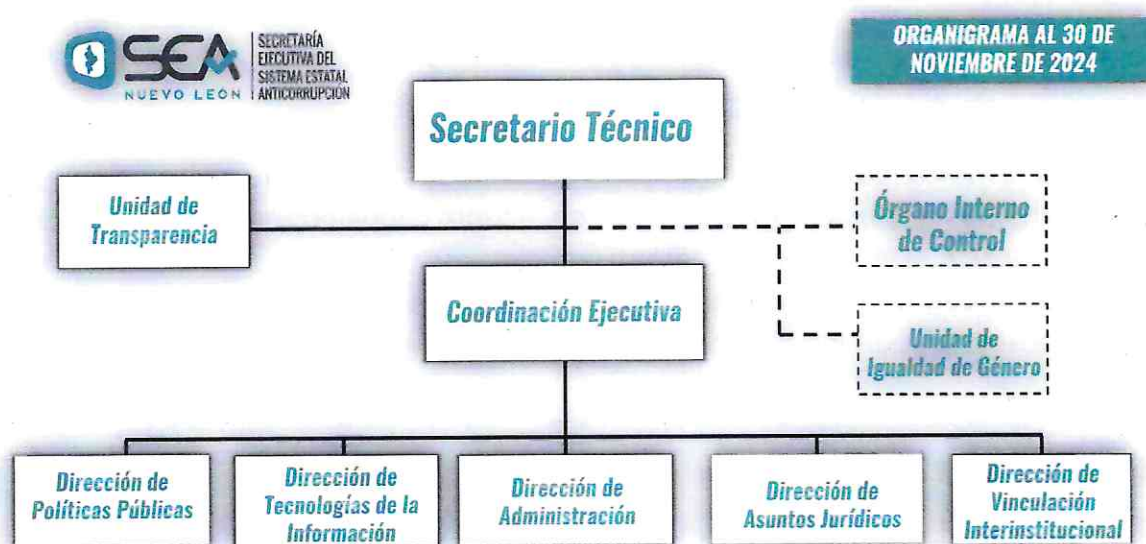 SEA
NUEVO LEÓN
SECRETARÍA
EJECUTIVA DEL
SISTEMA ESTATAL
ANTICORRUPCIÓN
ORGANIGRAMA AL 30 DE
NOVIEMBRE DE 2024
Secretario Técnico
Unidad de
Transparencia
Órgano Interno
de Control
Coordinación Ejecutiva
Unidad de
Igualdad de Género
Dirección de
Políticas Públicas
Dirección de
Tecnologías de la
Información
Dirección de
Administración
Dirección de
Asuntos Jurídicos
Dirección de
Vinculación
Interinstitucional